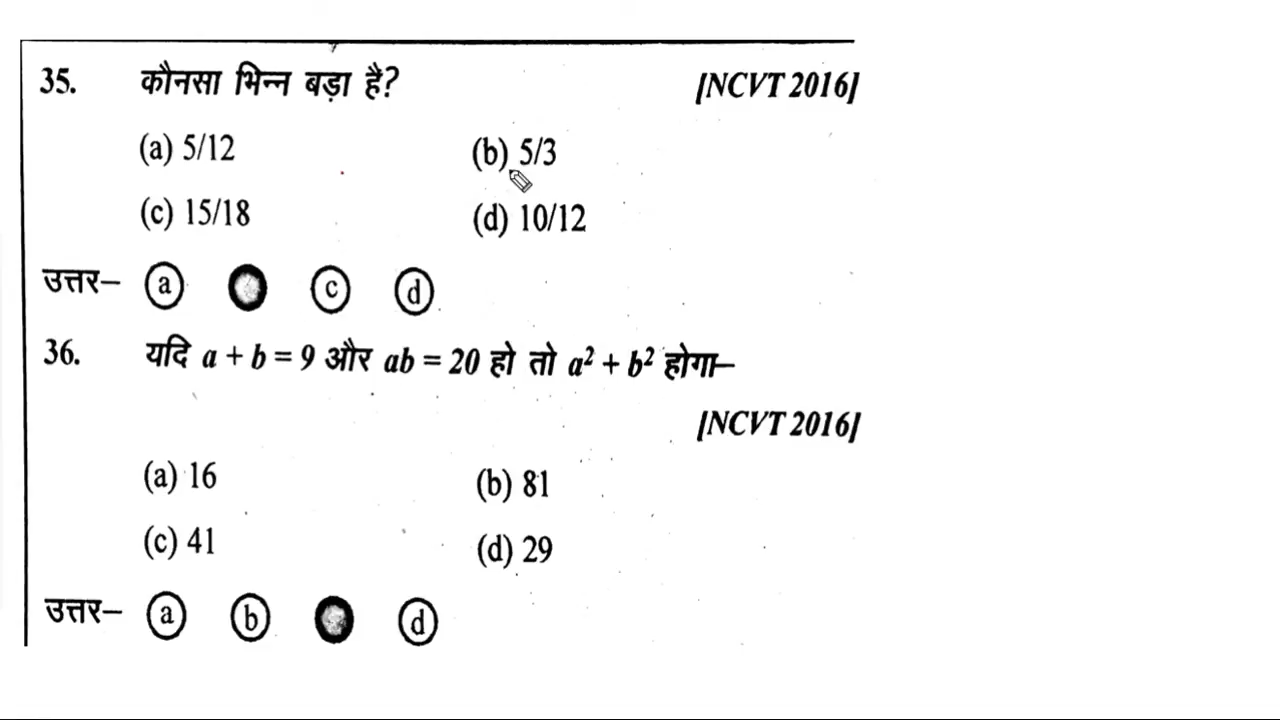 35. कौनसा भिन्न बड़ा है? [NCVT 2016]
(a) 5/12 (b) 5/3
(c) 15/18 (d) 10/12
उत्तर– a c d
36. यदि a + b = 9 और ab = 20 हो तो a² + b² होगा–
[NCVT 2016]
(a) 16 (b) 81
(c) 41 (d) 29
उत्तर– a b d